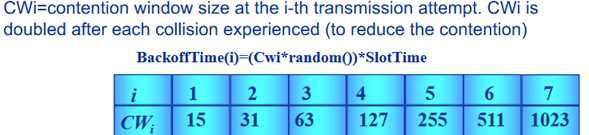 CWi=contention window size at the i-th transmission attempt. CWi is
doubled after each collision experienced (to reduce the contention)
BackoffTime(i)=(Cwi*random())*SlotTime
i 1 2 3 4 5 6 7
CWi 15 31 63 127 255 511 1023